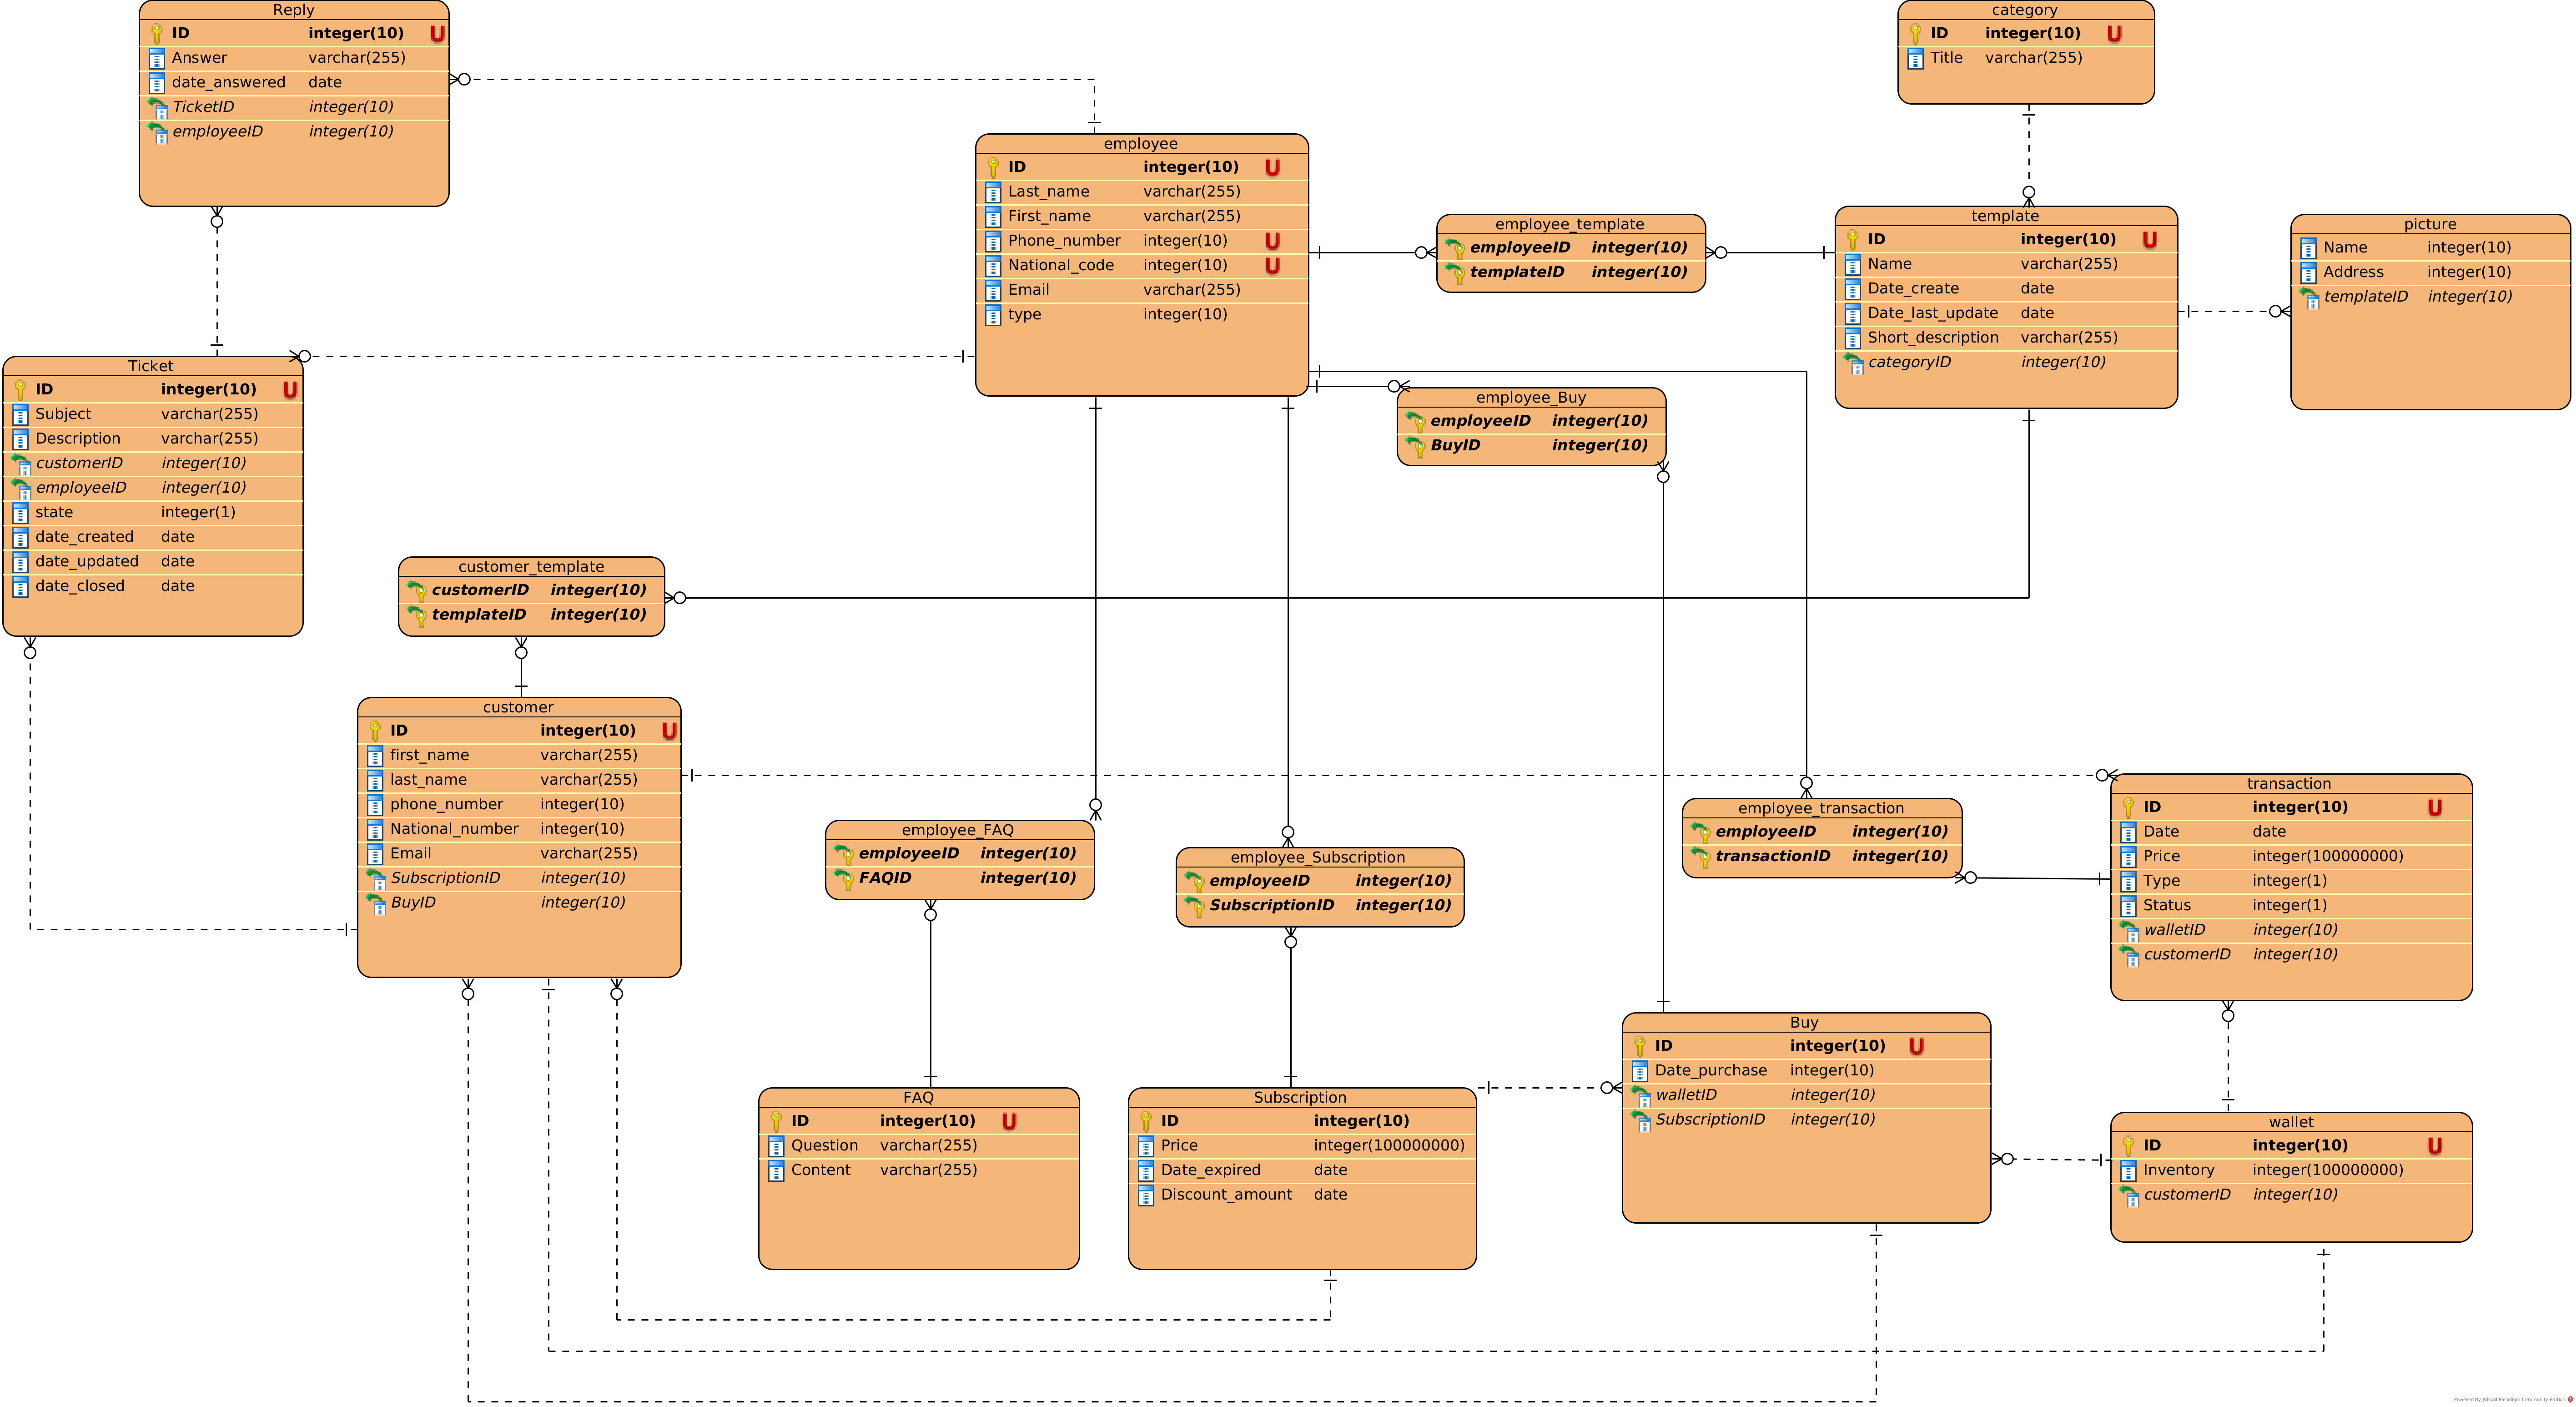 Reply
ID integer(10) U
Answer varchar(255)
date_answered date
TicketID integer(10)
employeeID integer(10)
category
ID integer(10) U
Title varchar(255)
employee
ID integer(10) U
Last_name varchar(255)
First_name varchar(255)
Phone_number integer(10) U
National_code integer(10) U
Email varchar(255)
type integer(10)
employee_template
employeeID integer(10)
templateID integer(10)
template
ID integer(10) U
Name varchar(255)
Date_create date
Date_last_update date
Short_description varchar(255)
categoryID integer(10)
picture
Name integer(10)
Address integer(10)
templateID integer(10)
Ticket
ID integer(10) U
Subject varchar(255)
Description varchar(255)
customerID integer(10)
employeeID integer(10)
state integer(1)
date_created date
date_updated date
date_closed date
employee_Buy
employeeID integer(10)
BuyID integer(10)
customer_template
customerID integer(10)
templateID integer(10)
customer
ID integer(10) U
first_name varchar(255)
last_name varchar(255)
phone_number integer(10)
National_number integer(10)
Email varchar(255)
SubscriptionID integer(10)
BuyID integer(10)
employee_FAQ
employeeID integer(10)
FAQID integer(10)
employee_Subscription
employeeID integer(10)
SubscriptionID integer(10)
employee_transaction
employeeID integer(10)
transactionID integer(10)
transaction
ID integer(10) U
Date date
Price integer(100000000)
Type integer(1)
Status integer(1)
walletID integer(10)
customerID integer(10)
FAQ
ID integer(10) U
Question varchar(255)
Content varchar(255)
Subscription
ID integer(10)
Price integer(100000000)
Date_expired date
Discount_amount date
Buy
ID integer(10) U
Date_purchase integer(10)
walletID integer(10)
SubscriptionID integer(10)
wallet
ID integer(10) U
Inventory integer(100000000)
customerID integer(10)
Powered By Visual Paradigm Community Edition